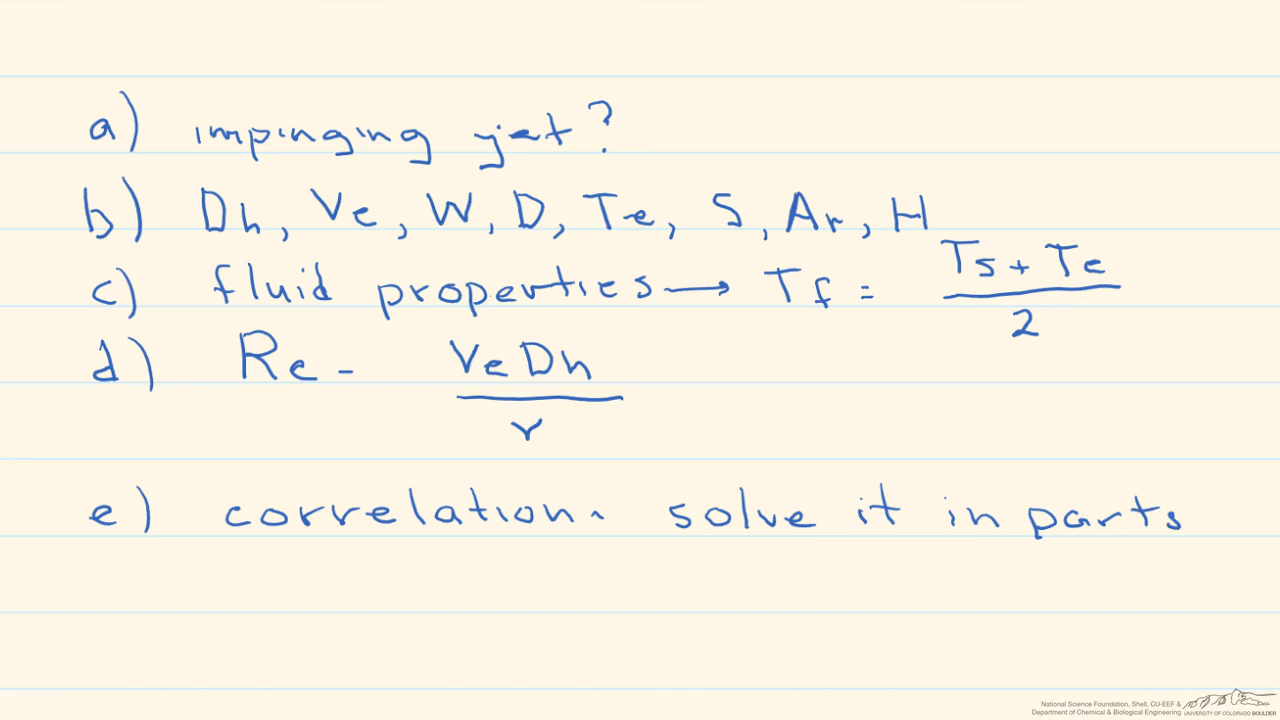 a) impinging jet?
b) Dh, Ve, W, D, Te, S, Ar, H
c) fluid properties → Tf = Ts + Te / 2
d) Re - VeDh / ν
e) correlation. solve it in parts
National Science Foundation, Shell, CU-EEF &
Department of Chemical & Biological Engineering UNIVERSITY OF COLORADO BOULDER